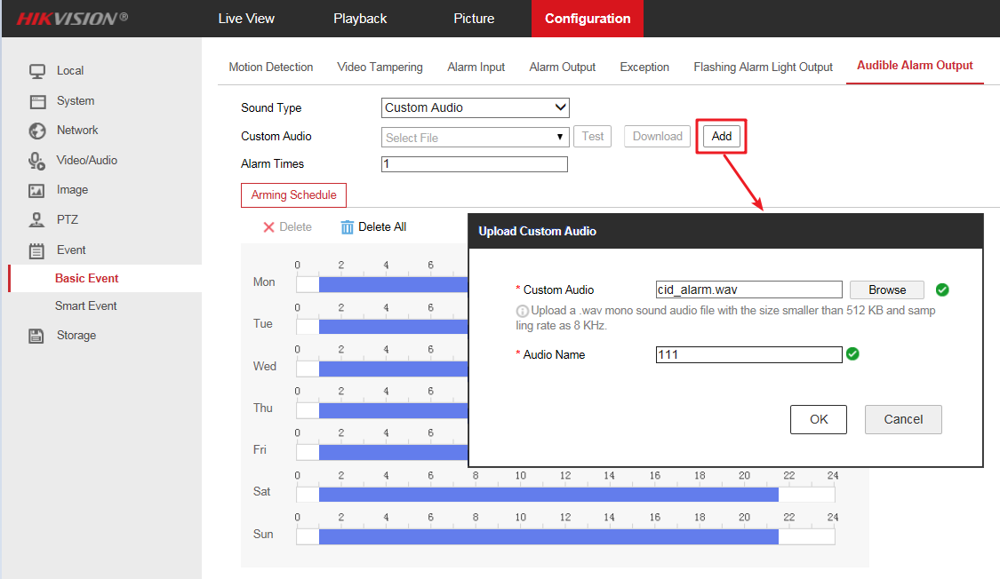 HIKVISION® Live View Playback Picture Configuration
Local
System
Network
Video/Audio
Image
PTZ
Event
Basic Event
Smart Event
Storage
Motion Detection Video Tampering Alarm Input Alarm Output Exception Flashing Alarm Light Output Audible Alarm Output
Sound Type Custom Audio
Custom Audio Select File Test Download Add
Alarm Times 1
Arming Schedule
Delete Delete All
0 2 4 6
Mon
0 2 4 6
Tue
0 2 4 6
Wed
0 2 4 6
Thu
0 2 4 6
Fri
0 2 4 6 8 10 12 14 16 18 20 22 24
Sat
0 2 4 6 8 10 12 14 16 18 20 22 24
Sun
Upload Custom Audio
* Custom Audio cid_alarm.wav Browse
Upload a .wav mono sound audio file with the size smaller than 512 KB and samp
ling rate as 8 KHz.
* Audio Name 111
OK Cancel